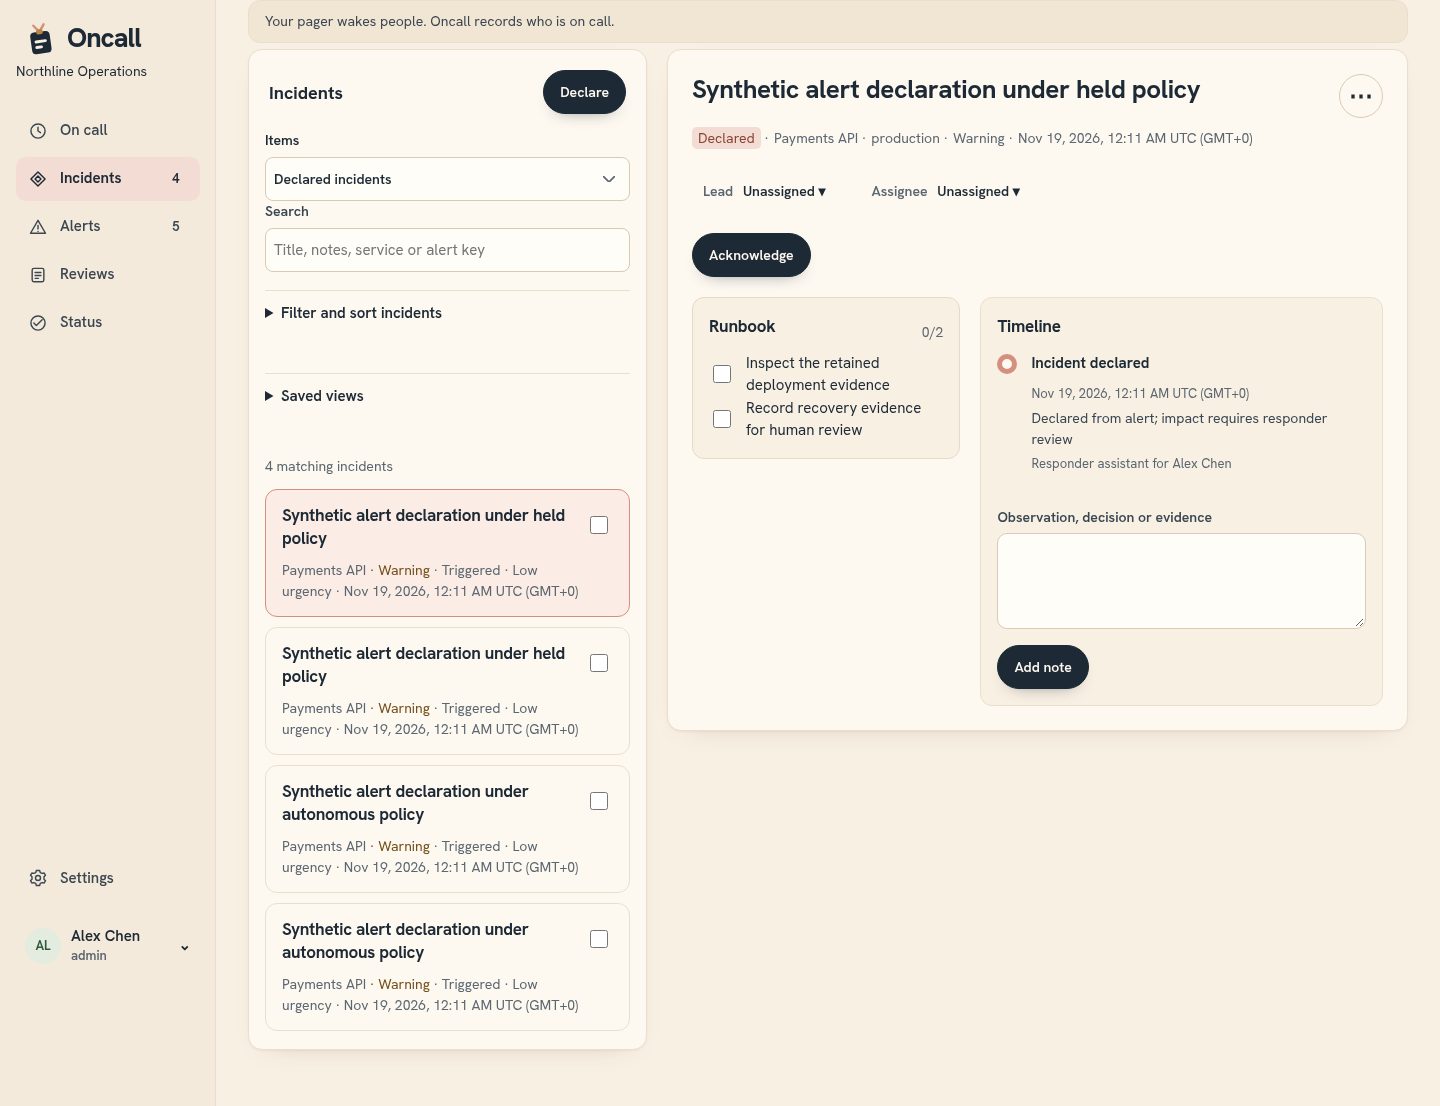 Oncall
Northline Operations
On call
Incidents 4
Alerts 5
Reviews
Status
Settings
AL
Alex Chen
admin
Your pager wakes people. Oncall records who is on call.
Incidents
Declare
Items
Declared incidents
Search
Title, notes, service or alert key
Filter and sort incidents
Saved views
4 matching incidents
Synthetic alert declaration under held
policy
Payments API · Warning · Triggered · Low
urgency · Nov 19, 2026, 12:11 AM UTC (GMT+0)
Synthetic alert declaration under held
policy
Payments API · Warning · Triggered · Low
urgency · Nov 19, 2026, 12:11 AM UTC (GMT+0)
Synthetic alert declaration under
autonomous policy
Payments API · Warning · Triggered · Low
urgency · Nov 19, 2026, 12:11 AM UTC (GMT+0)
Synthetic alert declaration under
autonomous policy
Payments API · Warning · Triggered · Low
urgency · Nov 19, 2026, 12:11 AM UTC (GMT+0)
Synthetic alert declaration under held policy
Declared · Payments API · production · Warning · Nov 19, 2026, 12:11 AM UTC (GMT+0)
Lead Unassigned ▾ Assignee Unassigned ▾
Acknowledge
Runbook 0/2
Inspect the retained
deployment evidence
Record recovery evidence
for human review
Timeline
Incident declared
Nov 19, 2026, 12:11 AM UTC (GMT+0)
Declared from alert; impact requires responder
review
Responder assistant for Alex Chen
Observation, decision or evidence
Add note